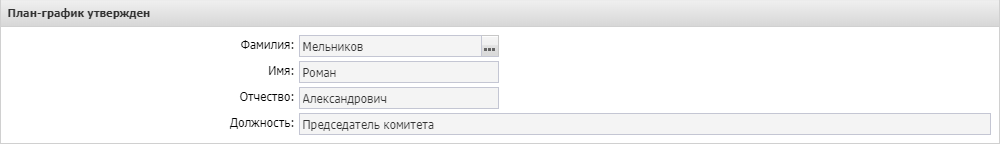 План-график утвержден
Фамилия: Мельников ...
Имя: Роман
Отчество: Александрович
Должность: Председатель комитета